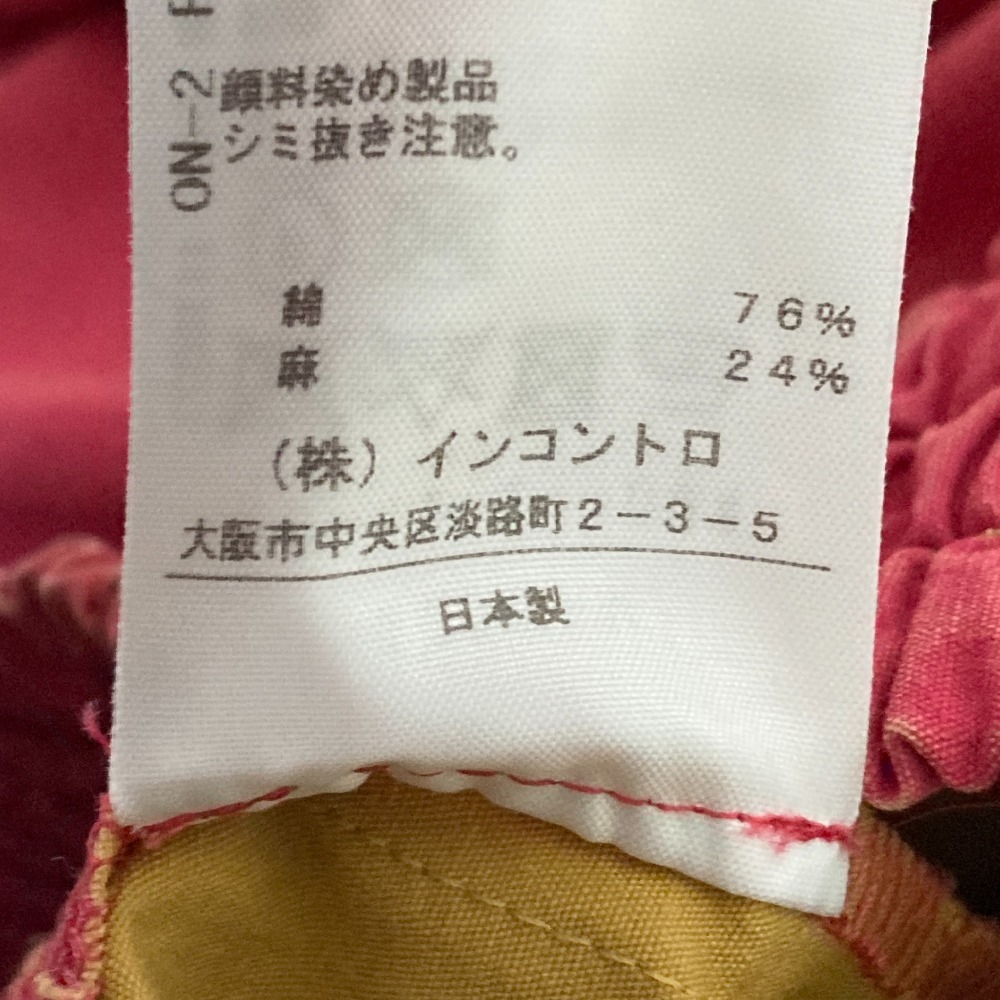 ON-2
顔料染め製品
シミ抜き注意。
綿 76%
麻 24%
(株) インコントロ
大阪市中央区淡路町2-3-5
日本製